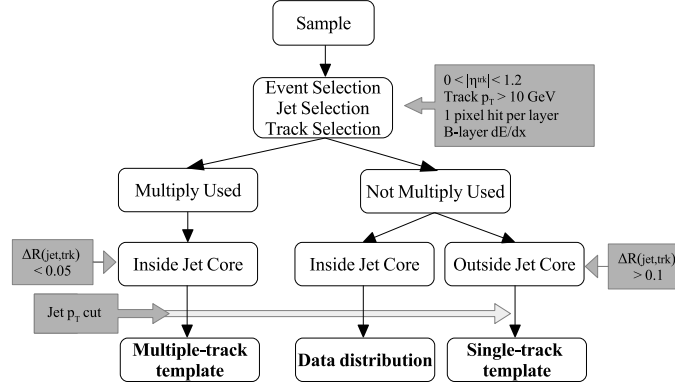 Sample
Event Selection
Jet Selection
Track Selection
0 < |ηᵗʳᵏ| < 1.2
Track p_T > 10 GeV
1 pixel hit per layer
B-layer dE/dx
Multiply Used
Not Multiply Used
ΔR(jet,trk)
< 0.05
Inside Jet Core
Inside Jet Core
Outside Jet Core
ΔR(jet,trk)
> 0.1
Jet p_T cut
Multiple-track
template
Data distribution
Single-track
template